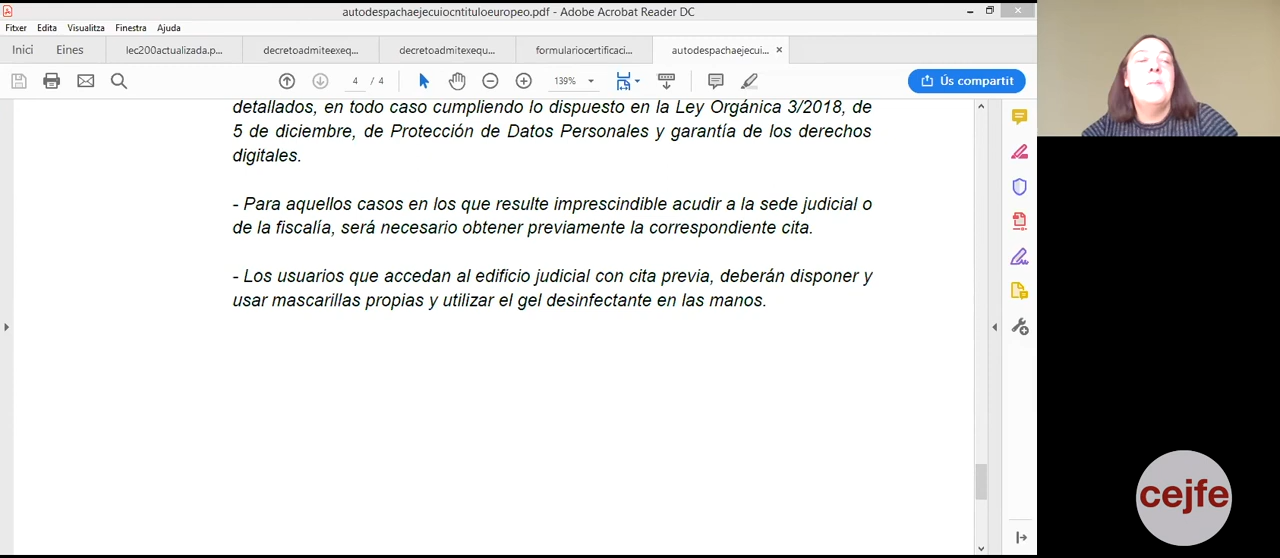 autodespachaejecuiocntituloeuropeo.pdf - Adobe Acrobat Reader DC
Fitxer Edita Visualitza Finestra Ajuda
Inici Eines lec200actualizada.p... decretoadmiteexeq... decretoadmitexequ... formulariocertificaci... autodespachaejecui...
4 / 4 139% Ús compartit
detallados, en todo caso cumpliendo lo dispuesto en la Ley Orgánica 3/2018, de
5 de diciembre, de Protección de Datos Personales y garantía de los derechos
digitales.
- Para aquellos casos en los que resulte imprescindible acudir a la sede judicial o
de la fiscalía, será necesario obtener previamente la correspondiente cita.
- Los usuarios que accedan al edificio judicial con cita previa, deberán disponer y
usar mascarillas propias y utilizar el gel desinfectante en las manos.
cejfe